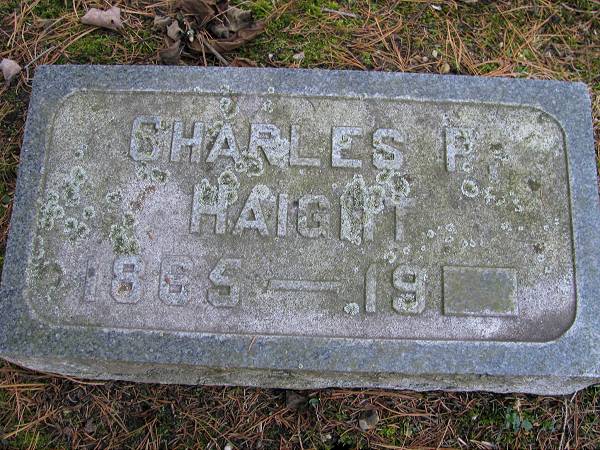 CHARLES P.
HAIGHT
1865 — 19